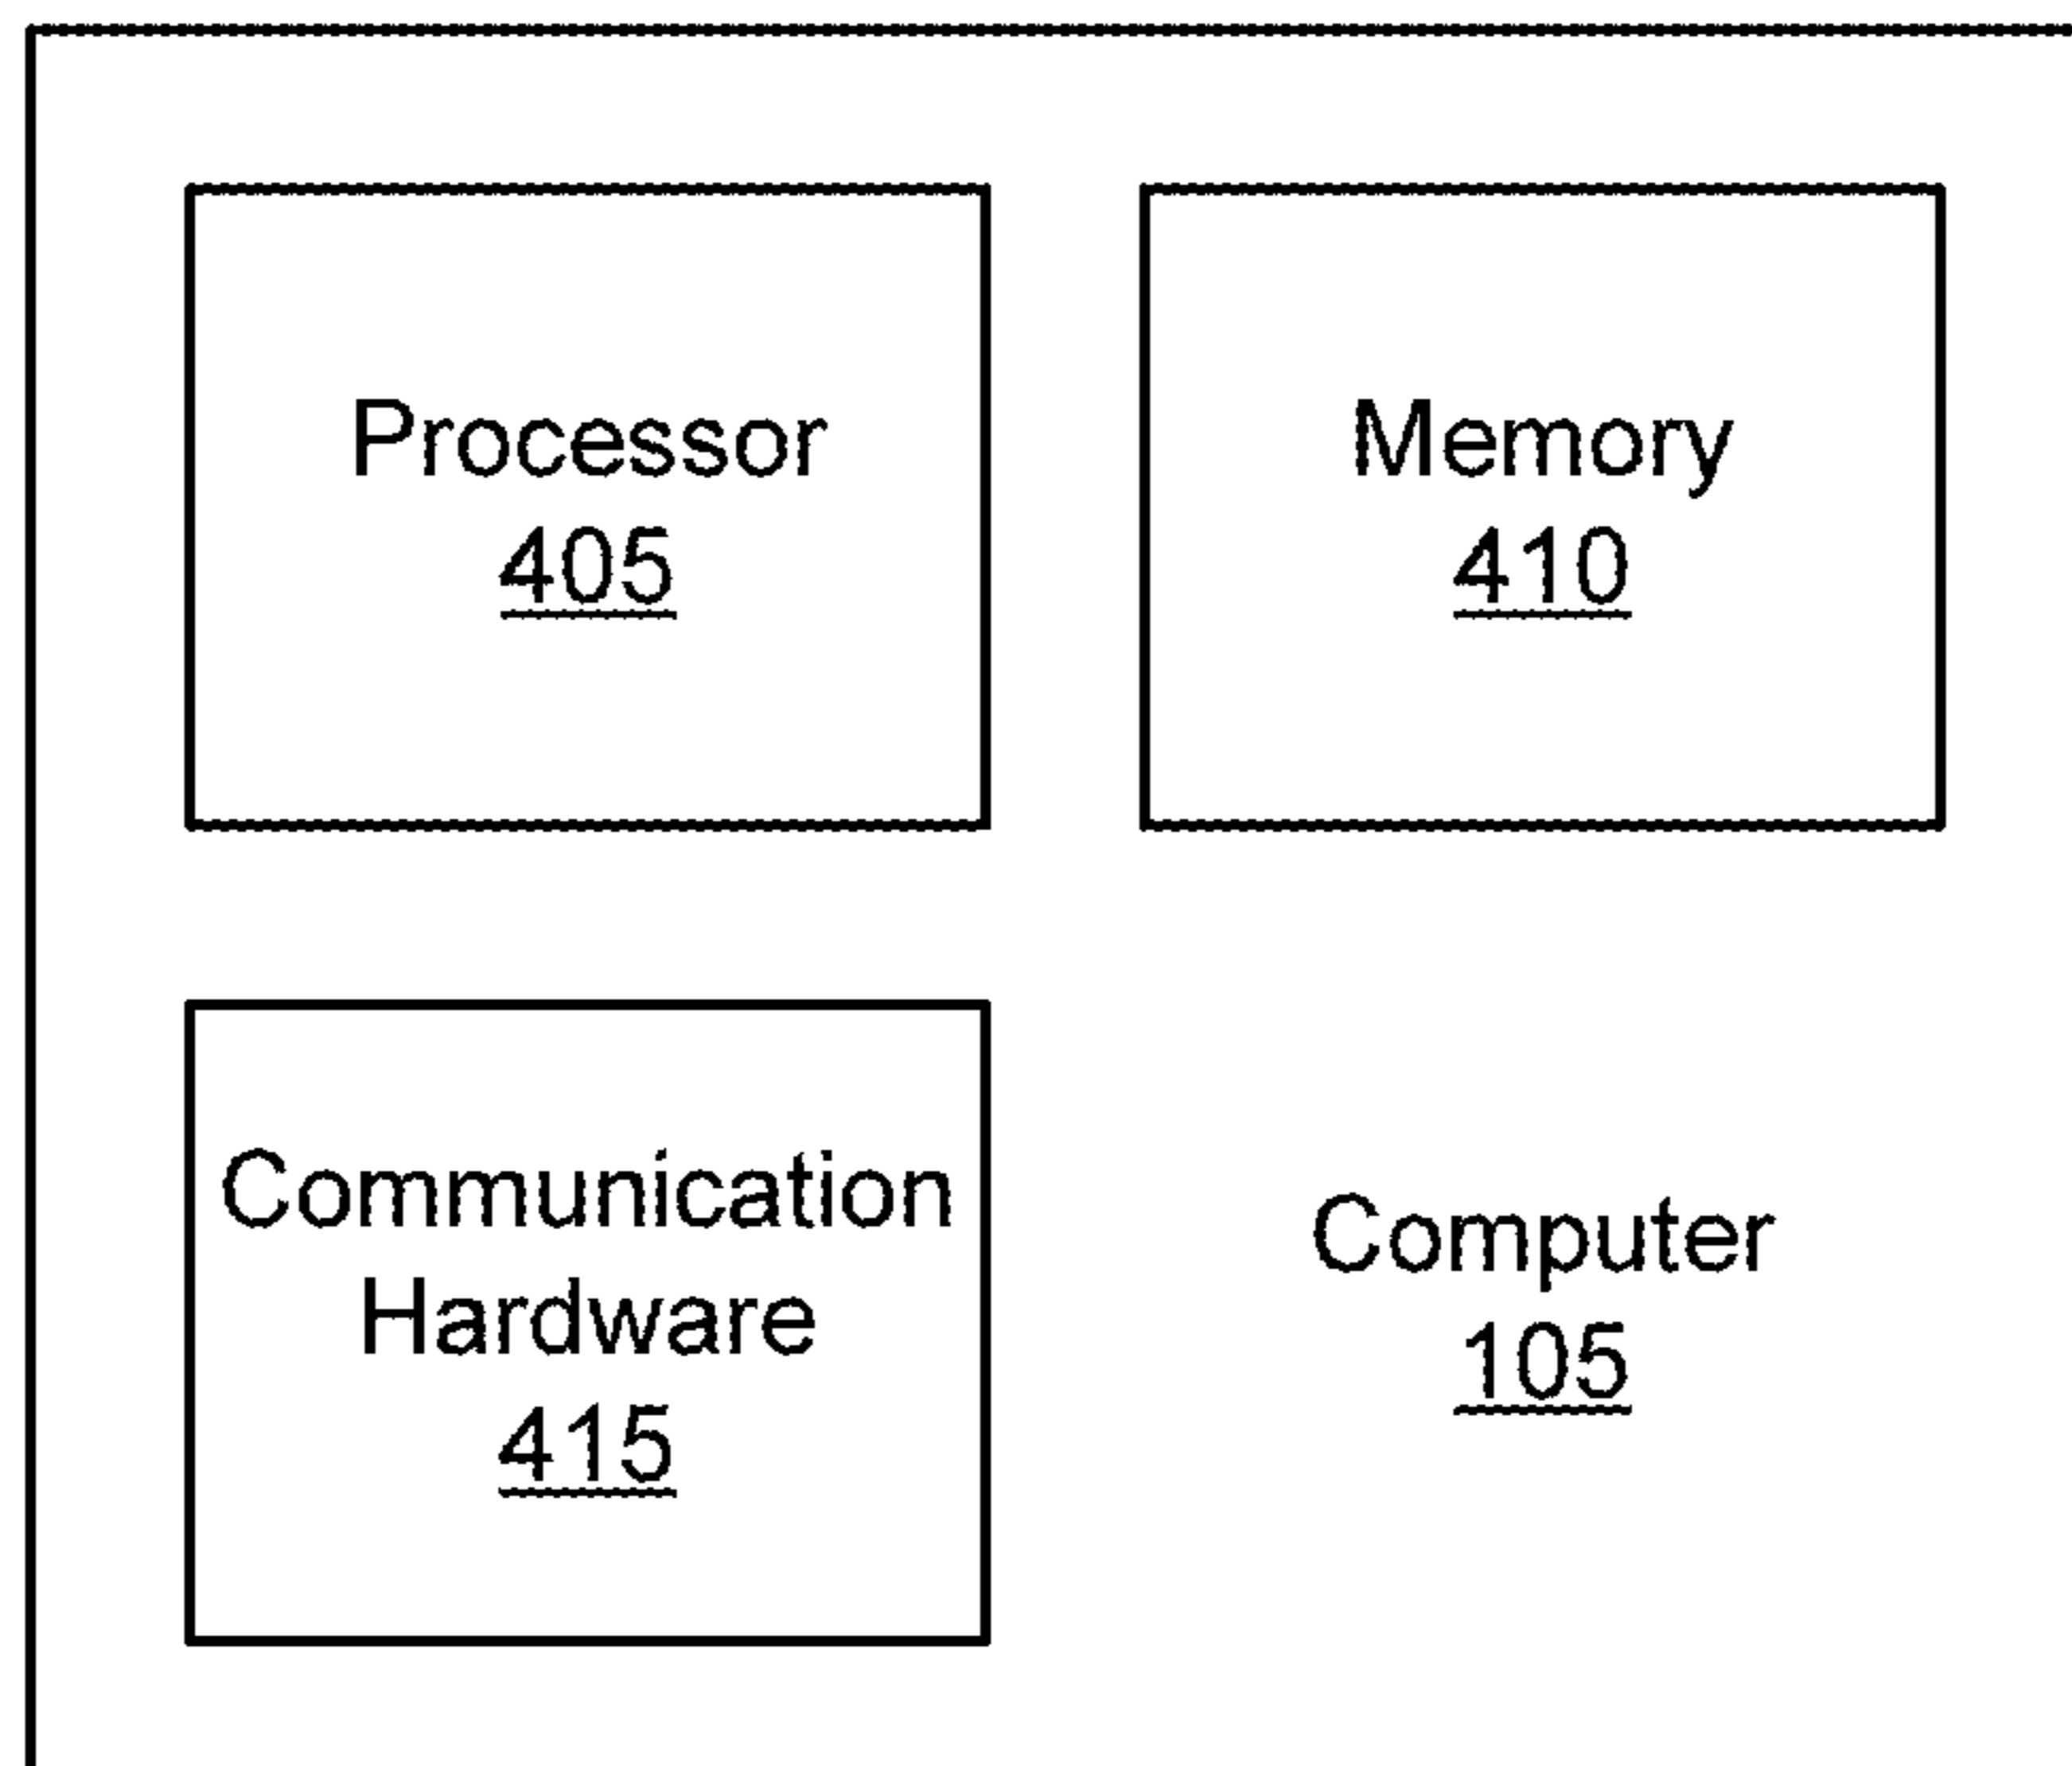 Processor
405
Memory
410
Communication
Hardware
415
Computer
105